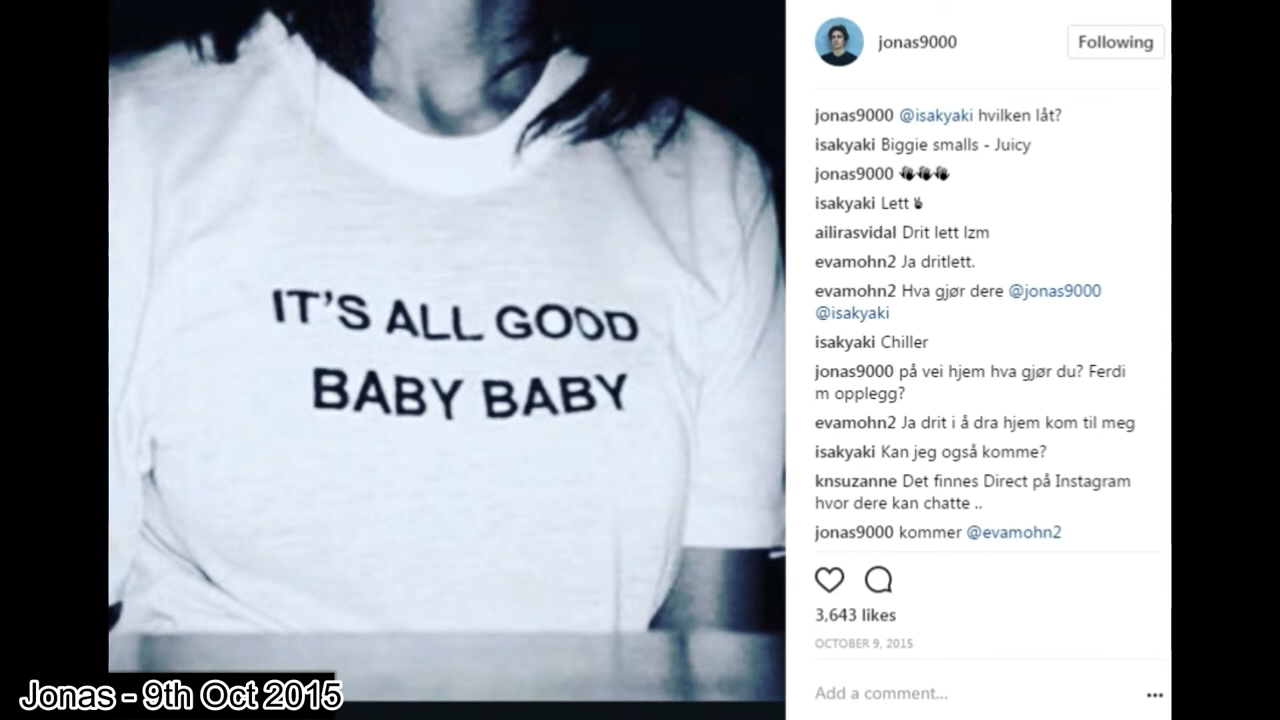 IT'S ALL GOOD
BABY BABY
jonas9000
Following
jonas9000 @isakyaki hvilken låt?
isakyaki Biggie smalls - Juicy
jonas9000 👋🏿👋🏿👋🏿
isakyaki Lett ✌🏿
ailirasvidal Drit lett lzm
evamohn2 Ja dritlett.
evamohn2 Hva gjør dere @jonas9000
@isakyaki
isakyaki Chiller
jonas9000 på vei hjem hva gjør du? Ferdi
m opplegg?
evamohn2 Ja drit i å dra hjem kom til meg
isakyaki Kan jeg også komme?
knsuzanne Det finnes Direct på Instagram
hvor dere kan chatte ..
jonas9000 kommer @evamohn2
3,643 likes
OCTOBER 9, 2015
Add a comment...
Jonas - 9th Oct 2015